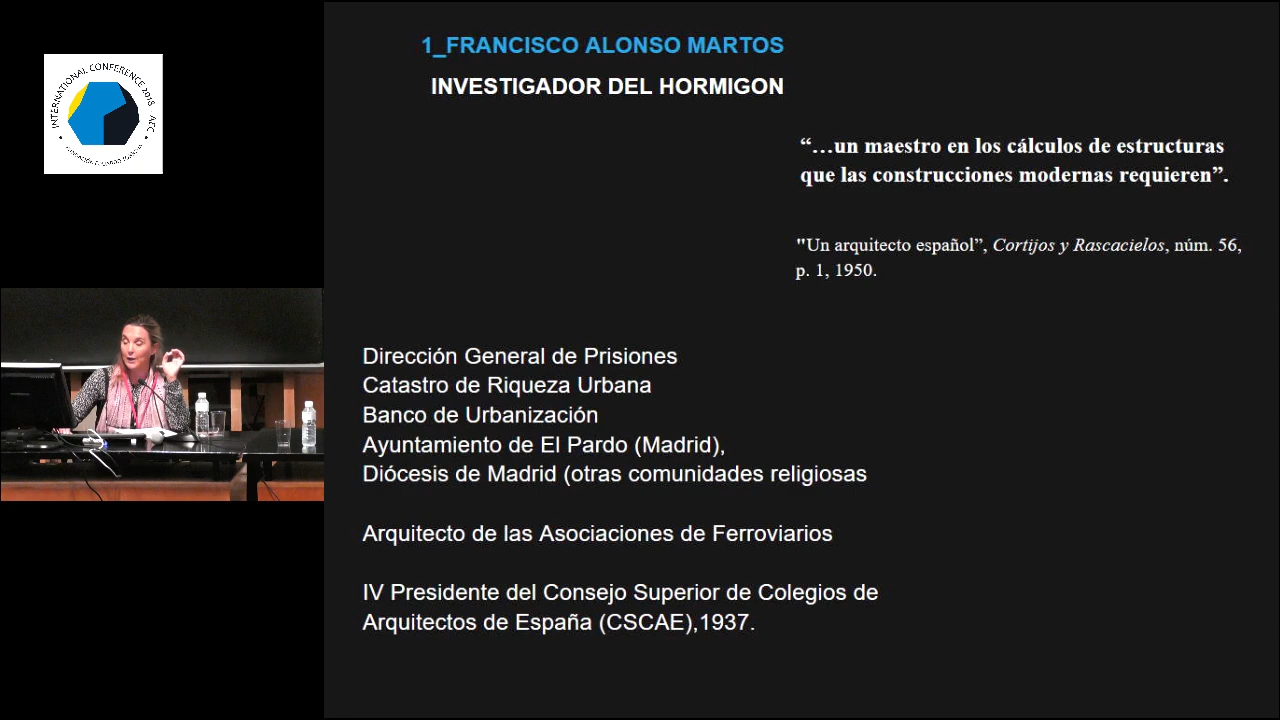 INTERNATIONAL CONFERENCE 2018 AEC
1_FRANCISCO ALONSO MARTOS
INVESTIGADOR DEL HORMIGON
“…un maestro en los cálculos de estructuras
que las construcciones modernas requieren”.
"Un arquitecto español”, Cortijos y Rascacielos, núm. 56,
p. 1, 1950.
Dirección General de Prisiones
Catastro de Riqueza Urbana
Banco de Urbanización
Ayuntamiento de El Pardo (Madrid),
Diócesis de Madrid (otras comunidades religiosas
Arquitecto de las Asociaciones de Ferroviarios
IV Presidente del Consejo Superior de Colegios de
Arquitectos de España (CSCAE),1937.